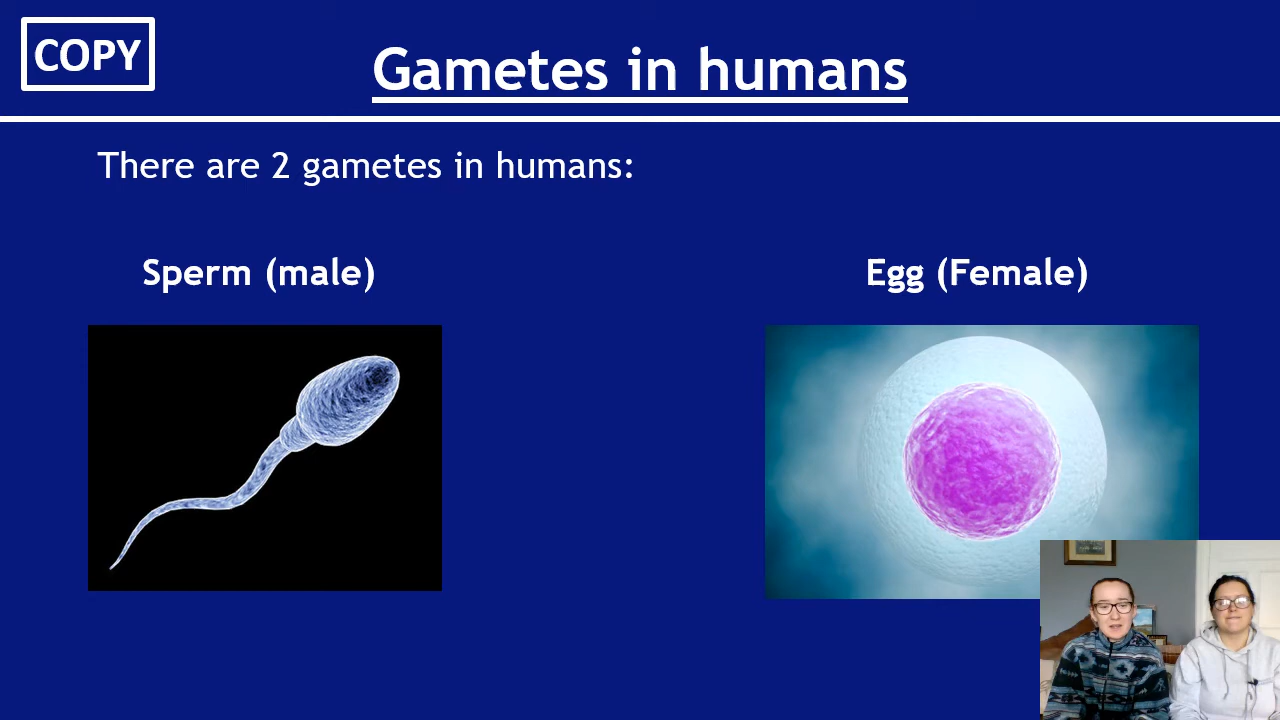 COPY
Gametes in humans
There are 2 gametes in humans:
Sperm (male)
Egg (Female)